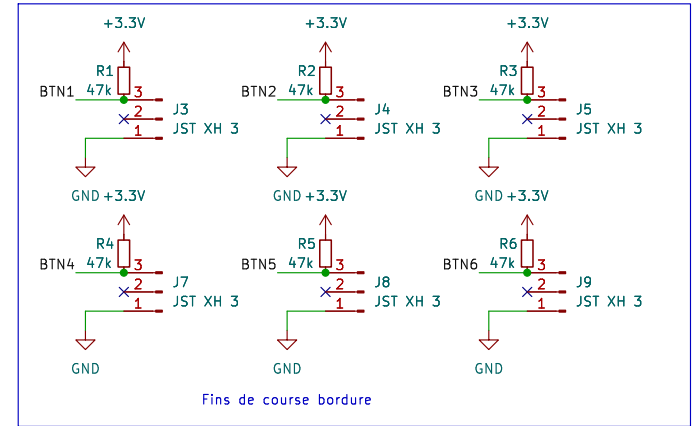 +3.3V +3.3V +3.3V
R1 R2 R3
47k 3 47k 3 47k 3
BTN1 BTN2 BTN3
2 J3 2 J4 2 J5
1 JST XH 3 1 JST XH 3 1 JST XH 3
GND +3.3V GND +3.3V GND +3.3V
R4 R5 R6
47k 3 47k 3 47k 3
BTN4 BTN5 BTN6
2 J7 2 J8 2 J9
1 JST XH 3 1 JST XH 3 1 JST XH 3
GND GND GND
Fins de course bordure